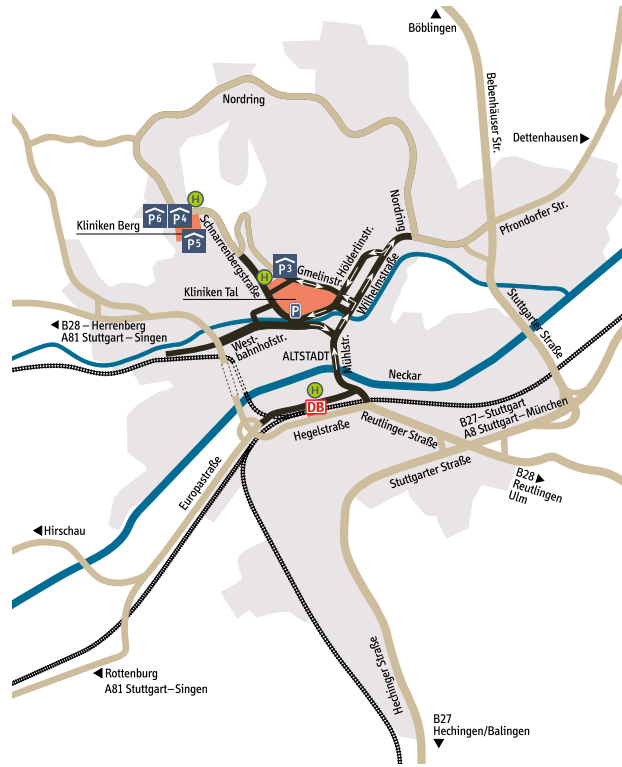 Böblingen
Bebenhäuser Str.
Nordring
Dettenhausen
Nordring
Pfrondorfer Str.
H
P6
P4
Kliniken Berg
P5
Schnarrenbergstraße
H
P3
Gmelinstr.
Hölderlinstr.
Wilhelmstraße
Kliniken Tal
P
Stuttgarter Straße
B28 – Herrenberg
A81 Stuttgart – Singen
West-
bahnhofstr.
ALTSTADT
Mühlstr.
Neckar
H
DB
Hegelstraße
Reutlinger Straße
B27 – Stuttgart
A8 Stuttgart – München
Stuttgarter Straße
Europastraße
B28
Reutlingen
Ulm
Hirschau
Rottenburg
A81 Stuttgart – Singen
Hechinger Straße
B27
Hechingen/Balingen